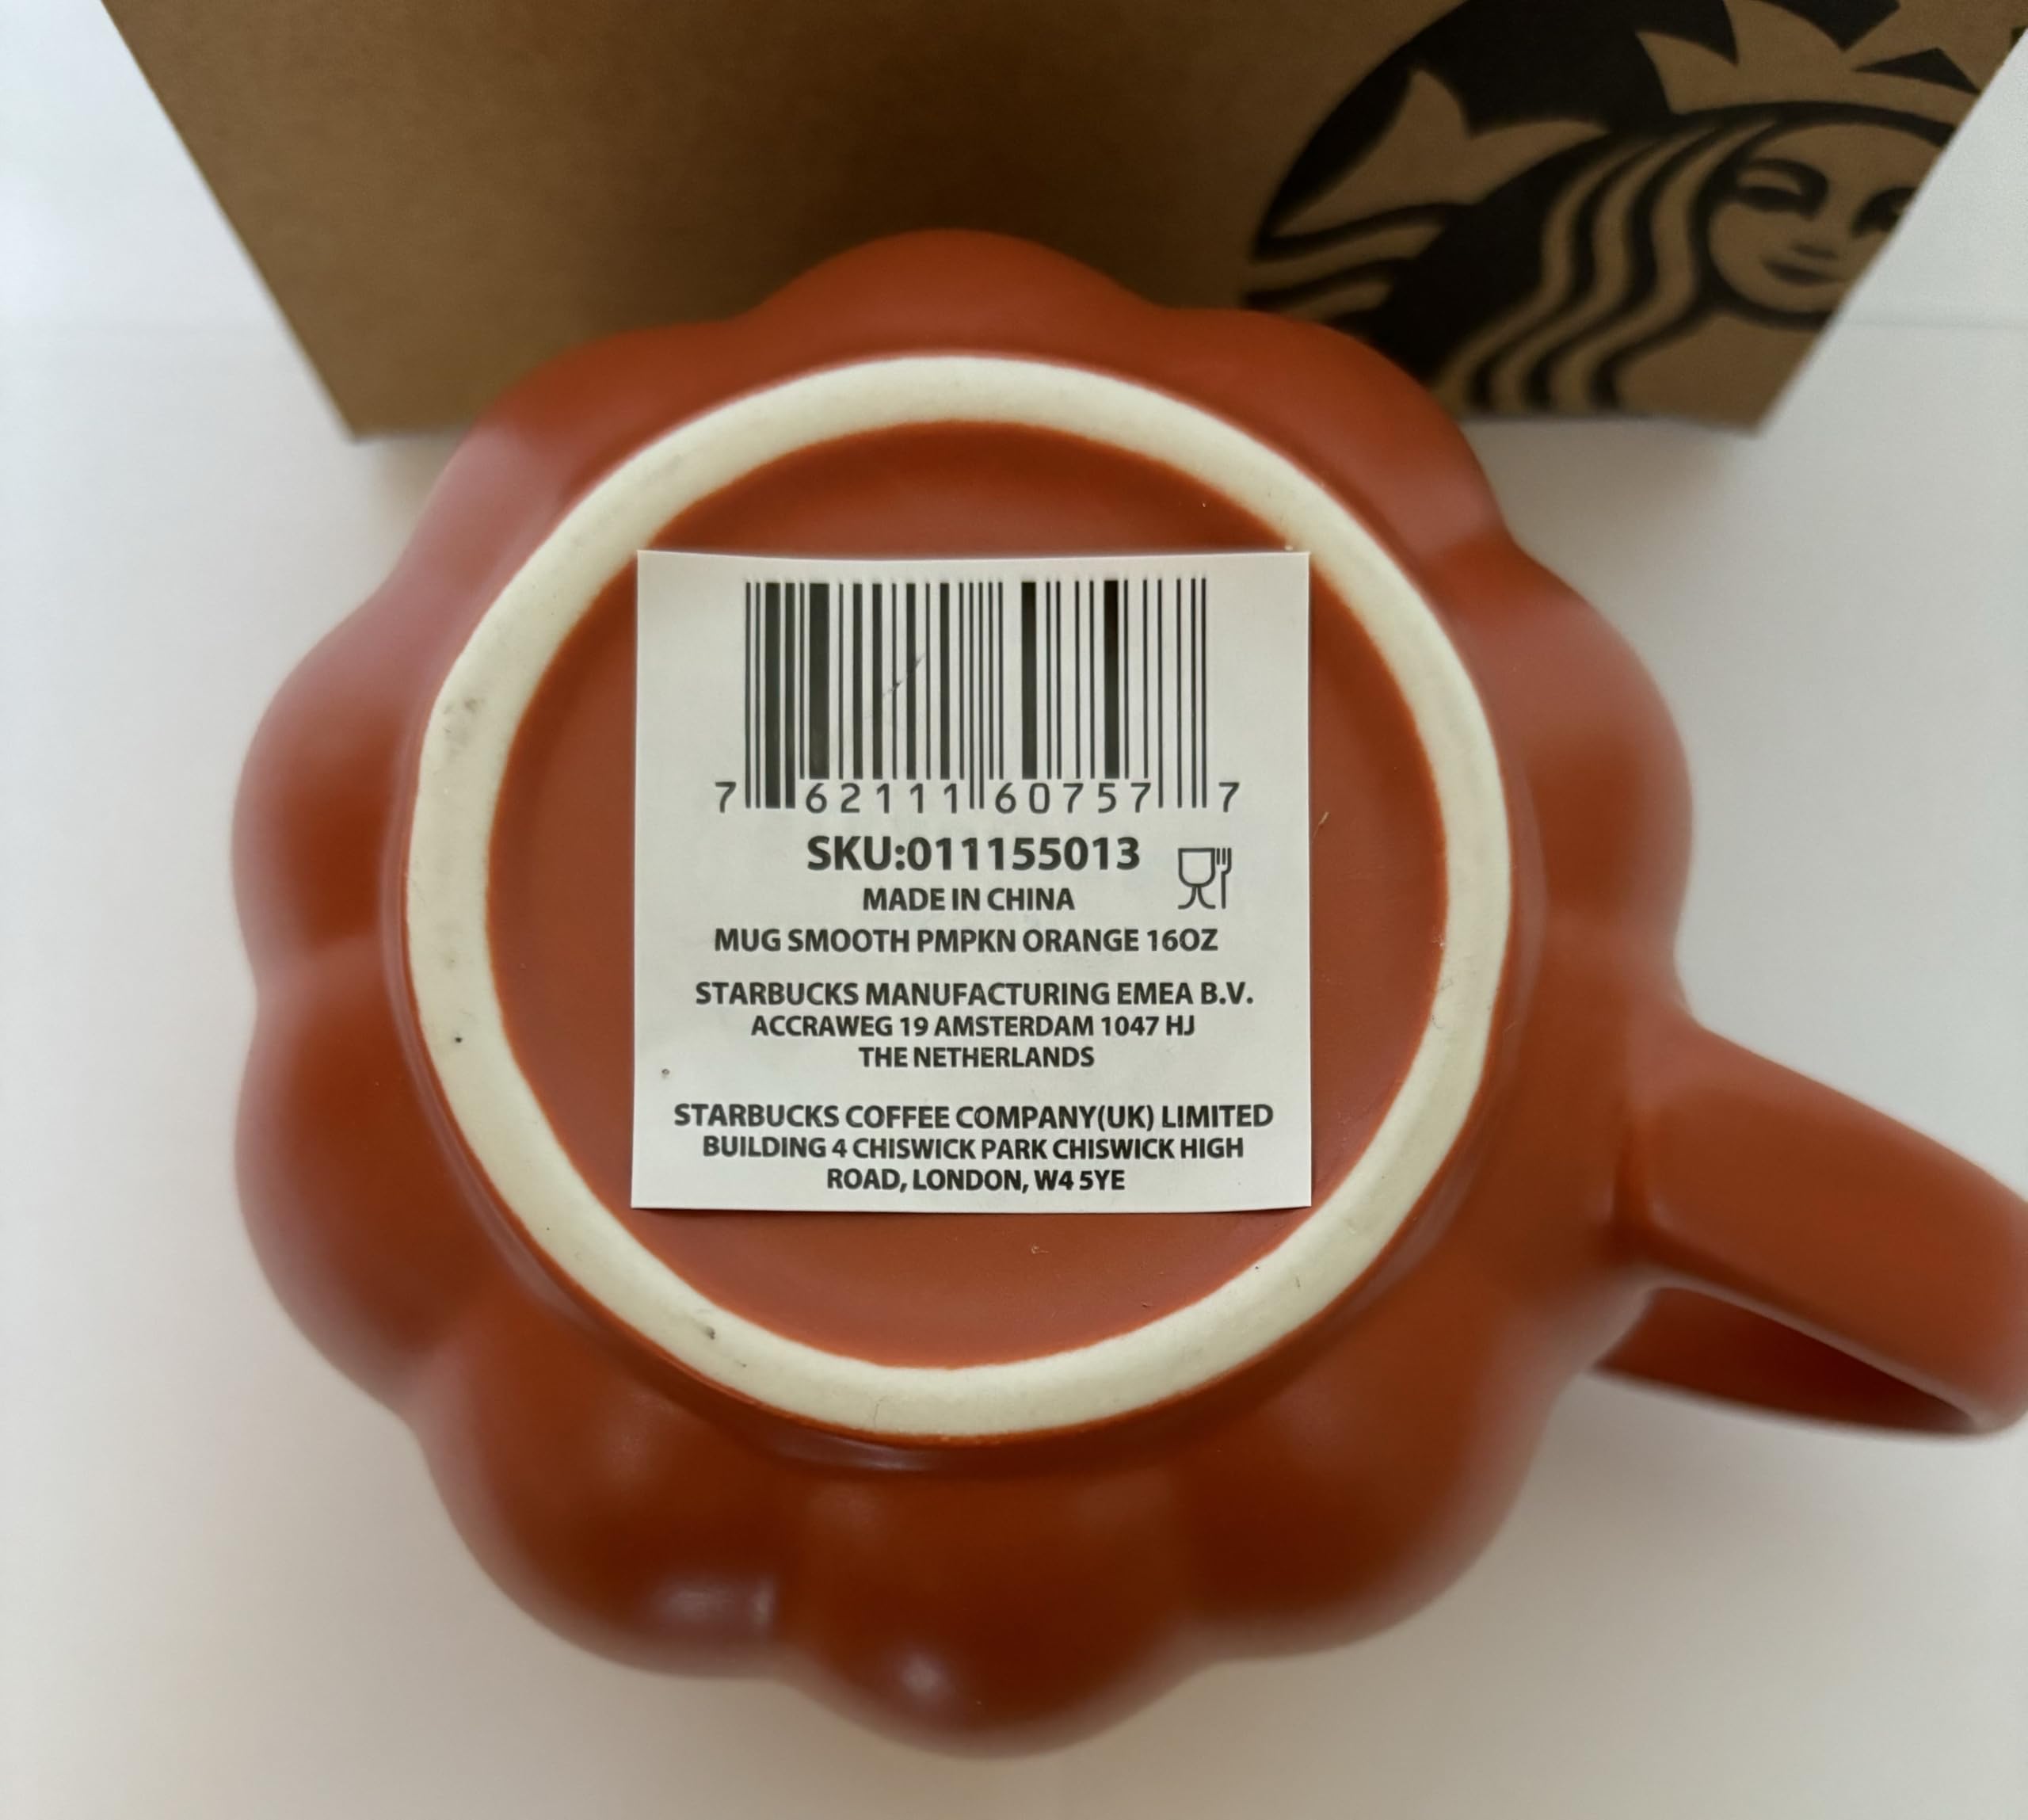 7 62111 60757 7
SKU:011155013
MADE IN CHINA
MUG SMOOTH PMPKN ORANGE 16OZ
STARBUCKS MANUFACTURING EMEA B.V.
ACCRAWEG 19 AMSTERDAM 1047 HJ
THE NETHERLANDS
STARBUCKS COFFEE COMPANY(UK) LIMITED
BUILDING 4 CHISWICK PARK CHISWICK HIGH
ROAD, LONDON, W4 5YE